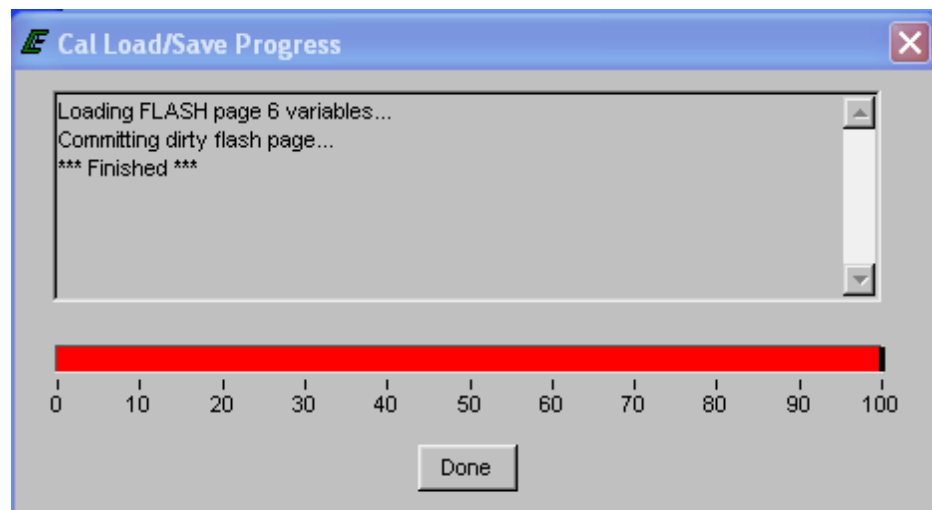 Cal Load/Save Progress
Loading FLASH page 6 variables...
Committing dirty flash page...
*** Finished ***
0 10 20 30 40 50 60 70 80 90 100
Done